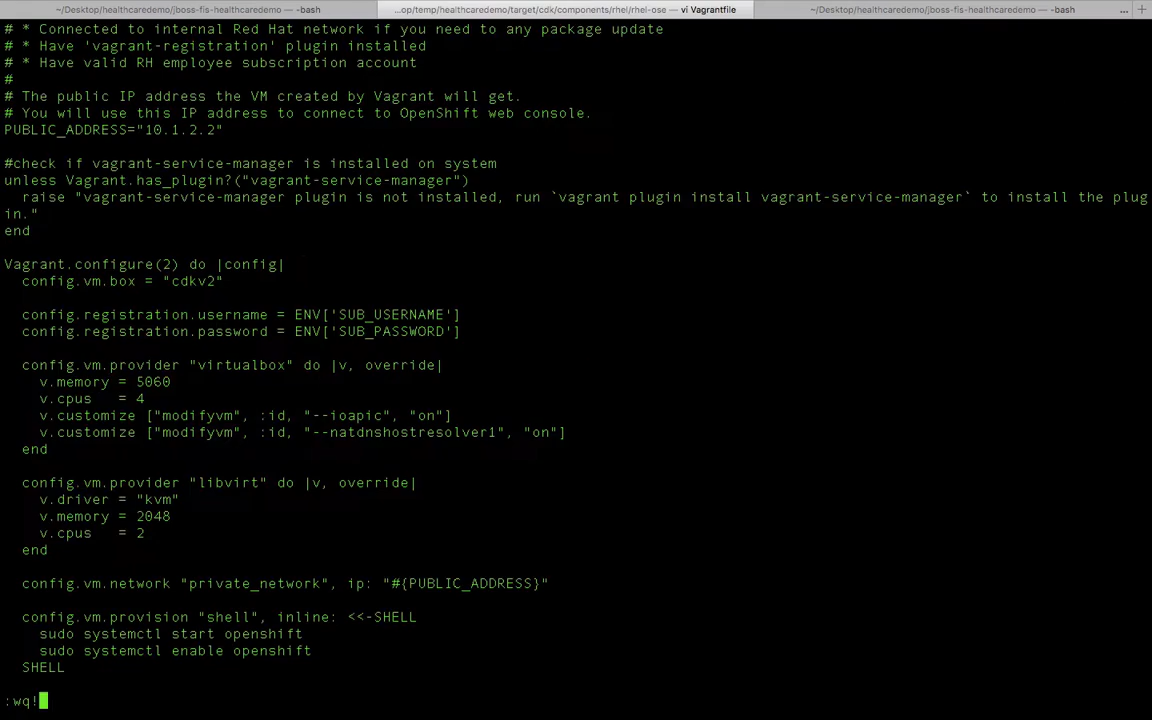 ~/Desktop/healthcaredemo/jboss-fis-healthcaredemo — -bash
...op/temp/healthcaredemo/target/cdk/components/rhel/rhel-ose — vi Vagrantfile
~/Desktop/healthcaredemo/jboss-fis-healthcaredemo — -bash
... +
# * Connected to internal Red Hat network if you need to any package update
# * Have 'vagrant-registration' plugin installed
# * Have valid RH employee subscription account
#
# The public IP address the VM created by Vagrant will get.
# You will use this IP address to connect to OpenShift web console.
PUBLIC_ADDRESS="10.1.2.2"
#check if vagrant-service-manager is installed on system
unless Vagrant.has_plugin?("vagrant-service-manager")
  raise "vagrant-service-manager plugin is not installed, run `vagrant plugin install vagrant-service-manager` to install the plug
in."
end
Vagrant.configure(2) do |config|
  config.vm.box = "cdkv2"
  config.registration.username = ENV['SUB_USERNAME']
  config.registration.password = ENV['SUB_PASSWORD']
  config.vm.provider "virtualbox" do |v, override|
    v.memory = 5060
    v.cpus   = 4
    v.customize ["modifyvm", :id, "--ioapic", "on"]
    v.customize ["modifyvm", :id, "--natdnshostresolver1", "on"]
  end
  config.vm.provider "libvirt" do |v, override|
    v.driver = "kvm"
    v.memory = 2048
    v.cpus   = 2
  end
  config.vm.network "private_network", ip: "#{PUBLIC_ADDRESS}"
  config.vm.provision "shell", inline: <<-SHELL
    sudo systemctl start openshift
    sudo systemctl enable openshift
  SHELL
:wq!